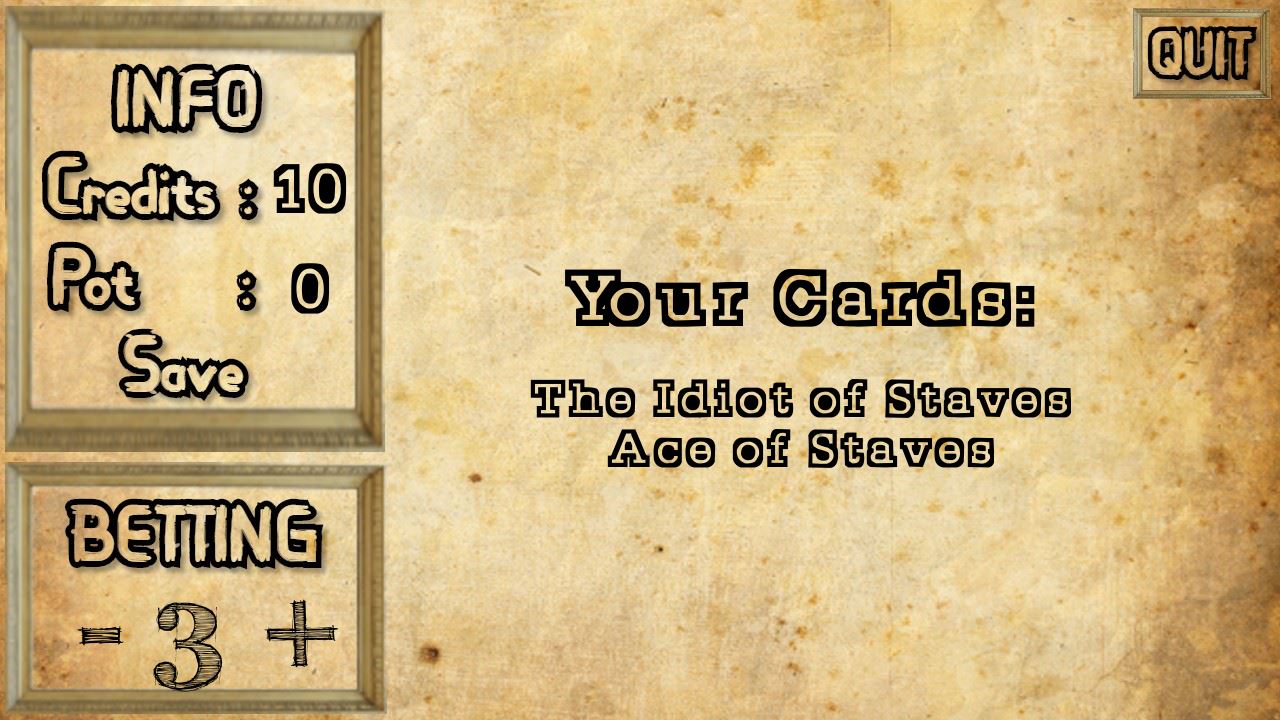 INFO
Credits : 10
Pot : 0
Save
BETTING
- 3 +
QUIT
Your Cards:
The Idiot of Staves
Ace of Staves